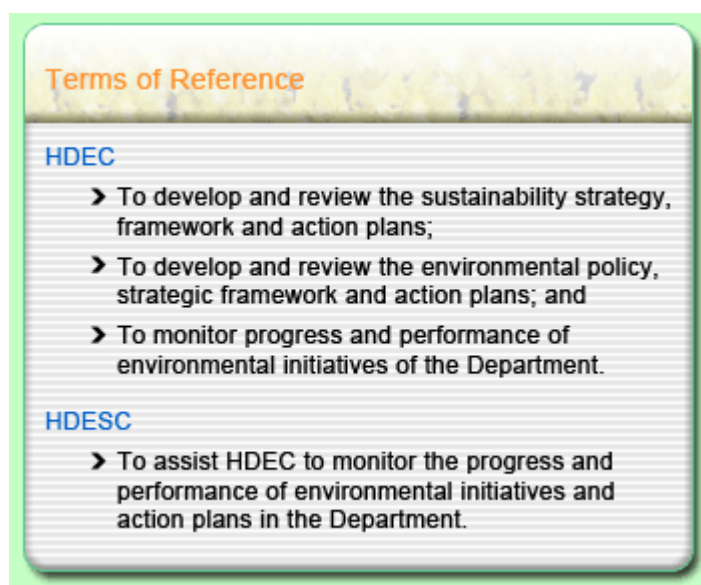 Terms of Reference
HDEC
To develop and review the sustainability strategy,
framework and action plans;
To develop and review the environmental policy,
strategic framework and action plans; and
To monitor progress and performance of
environmental initiatives of the Department.
HDESC
To assist HDEC to monitor the progress and
performance of environmental initiatives and
action plans in the Department.